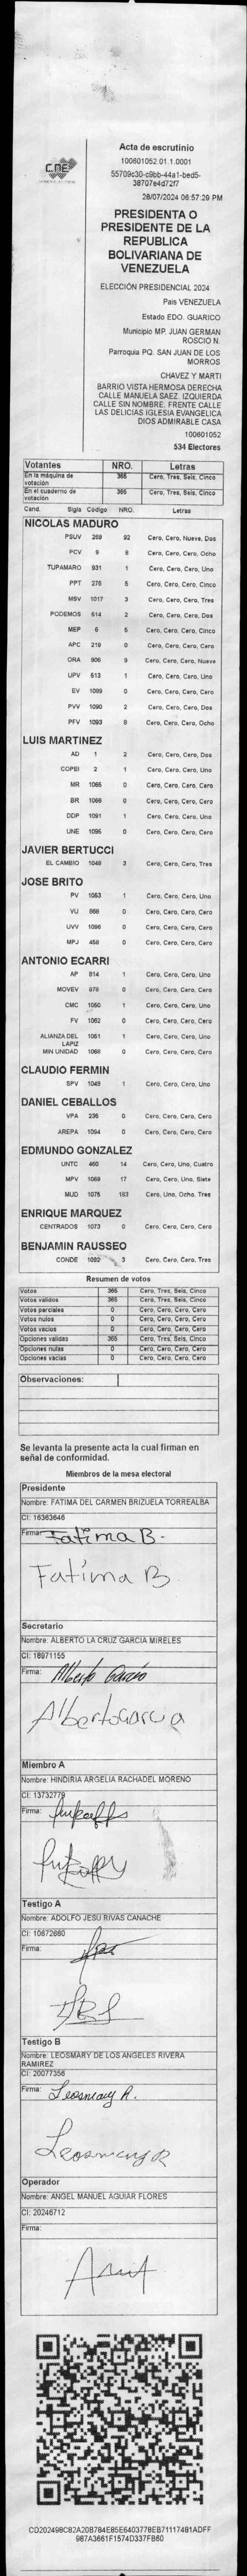 CNE
Acta de escrutinio
100601052.01.1.0001
55709c30-c9bb-44a1-bed5-
38707e4d72f7
28/07/2024 06:57:29 PM
PRESIDENTA O
PRESIDENTE DE LA
REPUBLICA
BOLIVARIANA DE
VENEZUELA
ELECCIÓN PRESIDENCIAL 2024
Pais VENEZUELA
Estado EDO. GUARICO
Municipio MP. JUAN GERMAN
ROSCIO N.
Parroquia PQ. SAN JUAN DE LOS
MORROS
CHAVEZ Y MARTI
BARRIO VISTA HERMOSA DERECHA
CALLE MANUELA SAEZ. IZQUIERDA
CALLE SIN NOMBRE. FRENTE CALLE
LAS DELICIAS IGLESIA EVANGELICA
DIOS ADMIRABLE CASA
100601052
534 Electores
Votantes NRO. Letras
En la máquina de votación 365 Cero, Tres, Seis, Cinco
En el cuaderno de votación 365 Cero, Tres, Seis, Cinco
Cand. Sigla Codigo NRO. Letras
NICOLAS MADURO
PSUV 269 92 Cero, Cero, Nueve, Dos
PCV 9 8 Cero, Cero, Cero, Ocho
TUPAMARO 931 1 Cero, Cero, Cero, Uno
PPT 276 5 Cero, Cero, Cero, Cinco
MSV 1017 3 Cero, Cero, Cero, Tres
PODEMOS 514 2 Cero, Cero, Cero, Dos
MEP 6 5 Cero, Cero, Cero, Cinco
APC 219 0 Cero, Cero, Cero, Cero
ORA 906 9 Cero, Cero, Cero, Nueve
UPV 513 1 Cero, Cero, Cero, Uno
EV 1089 0 Cero, Cero, Cero, Cero
PVV 1090 2 Cero, Cero, Cero, Dos
PFV 1093 8 Cero, Cero, Cero, Ocho
LUIS MARTINEZ
AD 1 2 Cero, Cero, Cero, Dos
COPEI 2 1 Cero, Cero, Cero, Uno
MR 1065 0 Cero, Cero, Cero, Cero
BR 1066 0 Cero, Cero, Cero, Cero
DDP 1091 1 Cero, Cero, Cero, Uno
UNE 1095 0 Cero, Cero, Cero, Cero
JAVIER BERTUCCI
EL CAMBIO 1048 3 Cero, Cero, Cero, Tres
JOSE BRITO
PV 1053 1 Cero, Cero, Cero, Uno
VU 868 0 Cero, Cero, Cero, Cero
UVV 1096 0 Cero, Cero, Cero, Cero
MPJ 458 0 Cero, Cero, Cero, Cero
ANTONIO ECARRI
AP 814 1 Cero, Cero, Cero, Uno
MOVEV 878 0 Cero, Cero, Cero, Cero
CMC 1050 1 Cero, Cero, Cero, Uno
FV 1062 0 Cero, Cero, Cero, Cero
ALIANZA DEL LAPIZ 1051 1 Cero, Cero, Cero, Uno
MIN UNIDAD 1068 0 Cero, Cero, Cero, Cero
CLAUDIO FERMIN
SPV 1049 1 Cero, Cero, Cero, Uno
DANIEL CEBALLOS
VPA 236 0 Cero, Cero, Cero, Cero
AREPA 1094 0 Cero, Cero, Cero, Cero
EDMUNDO GONZALEZ
UNTC 460 14 Cero, Cero, Uno, Cuatro
MPV 1069 17 Cero, Cero, Uno, Siete
MUD 1075 183 Cero, Uno, Ocho, Tres
ENRIQUE MARQUEZ
CENTRADOS 1073 0 Cero, Cero, Cero, Cero
BENJAMIN RAUSSEO
CONDE 1092 3 Cero, Cero, Cero, Tres
Resumen de votos
Votos 365 Cero, Tres, Seis, Cinco
Votos validos 365 Cero, Tres, Seis, Cinco
Votos parciales 0 Cero, Cero, Cero, Cero
Votos nulos 0 Cero, Cero, Cero, Cero
Votos vacios 0 Cero, Cero, Cero, Cero
Opciones validas 365 Cero, Tres, Seis, Cinco
Opciones nulas 0 Cero, Cero, Cero, Cero
Opciones vacias 0 Cero, Cero, Cero, Cero
Observaciones:
Se levanta la presente acta la cual firman en
señal de conformidad.
Miembros de la mesa electoral
Presidente
Nombre: FATIMA DEL CARMEN BRIZUELA TORREALBA
CI: 16363646
Firma: Fatima B.
Fatíma B
Secretario
Nombre: ALBERTO LA CRUZ GARCIA MIRELES
CI: 18971155
Firma: Alberto Garcia
Alberto Garcia
Miembro A
Nombre: HINDIRIA ARGELIA RACHADEL MORENO
CI: 13732779
Firma:
Testigo A
Nombre: ADOLFO JESU RIVAS CANACHE
CI: 10672660
Firma:
Testigo B
Nombre: LEOSMARY DE LOS ANGELES RIVERA
RAMIREZ
CI: 20077356
Firma: Leosmary R.
Leosmary R
Operador
Nombre: ANGEL MANUEL AGUIAR FLORES
CI: 20246712
Firma:
CD202498C82A20B784E85E6403778EB71117481ADFF
987A3661F1574D337FB60